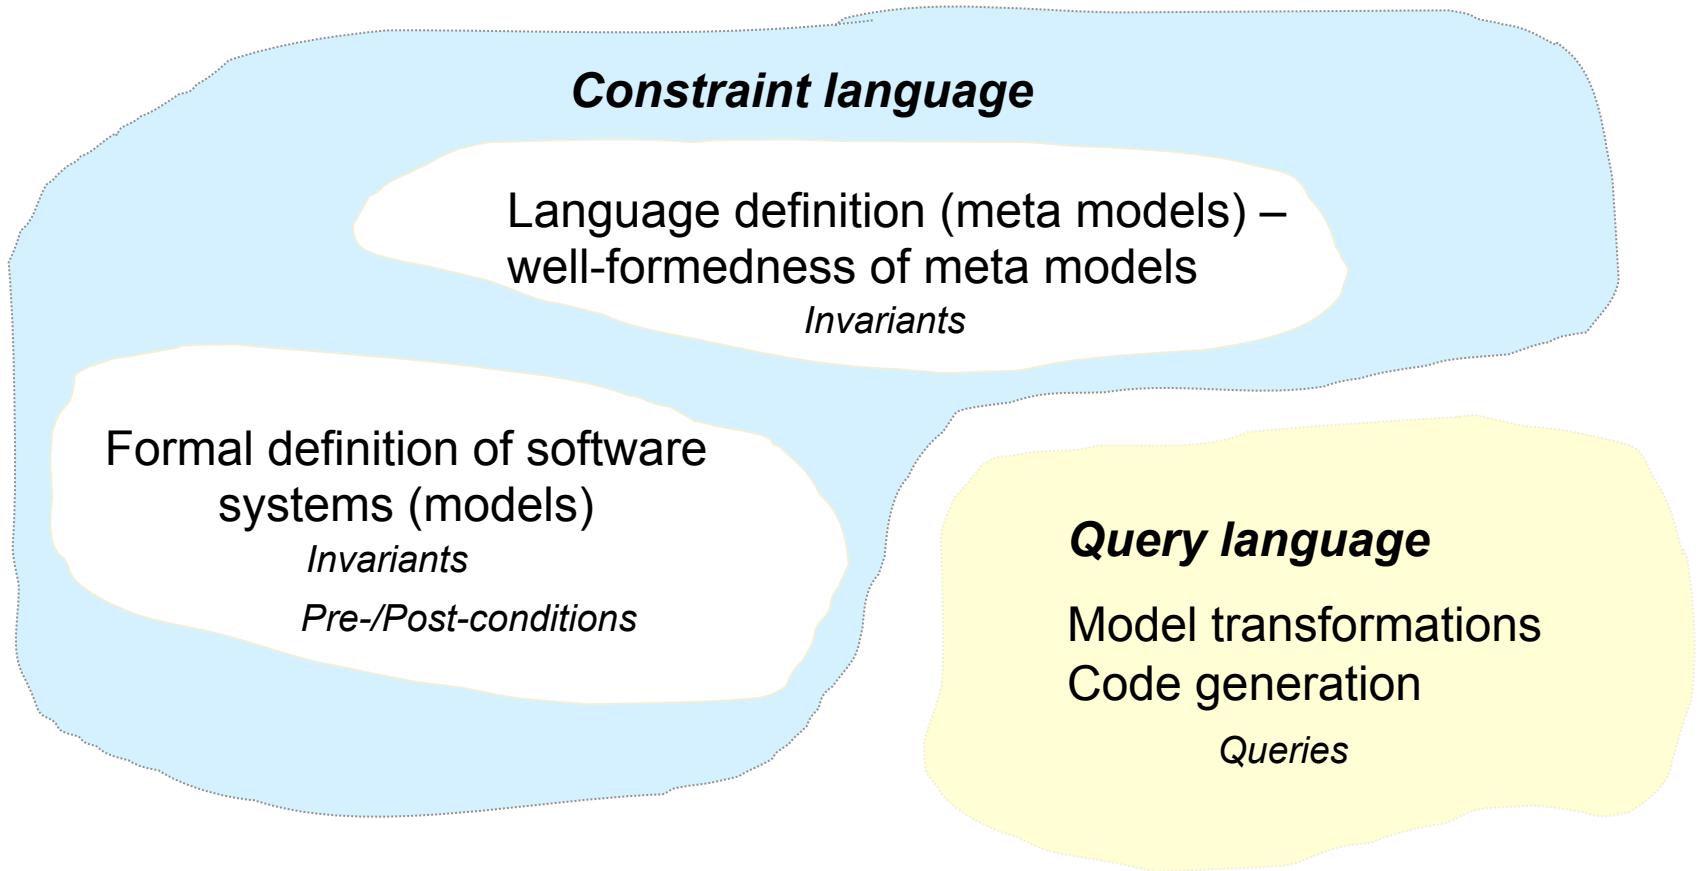 Constraint language
Language definition (meta models) –
well-formedness of meta models
Invariants
Formal definition of software
systems (models)
Invariants
Pre-/Post-conditions
Query language
Model transformations
Code generation
Queries